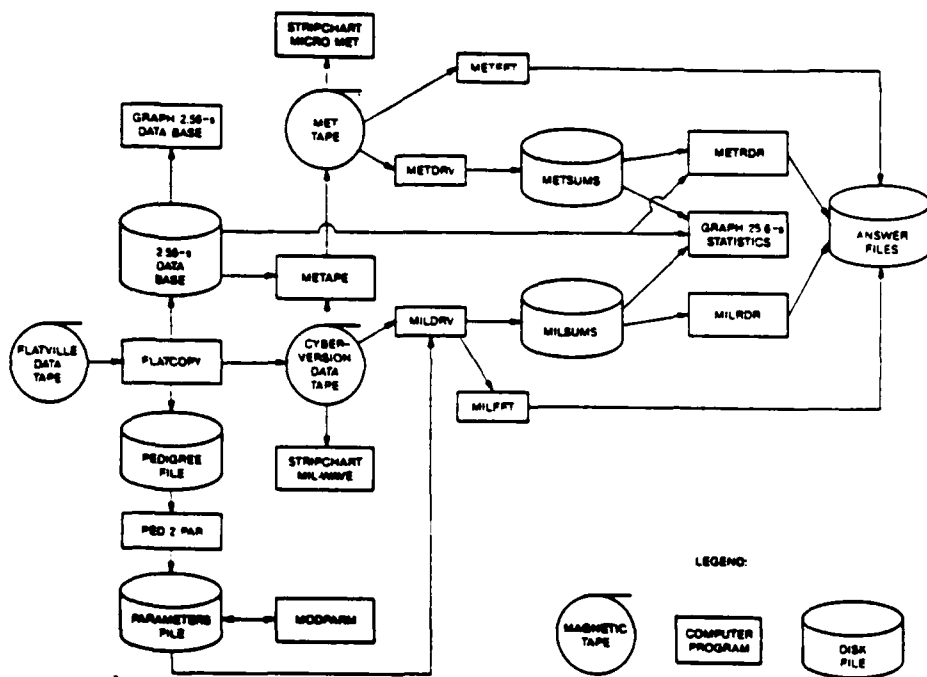 STRIPCHART
MICRO MET
METFFT
GRAPH 2.56-s
DATA BASE
MET
TAPE
METDRV
METSUMS
METRDR
GRAPH 25.6-s
STATISTICS
ANSWER
FILES
2.56-s
DATA
BASE
METAPE
MILDRV
MILSUMS
MILRDR
FLATVILLE
DATA
TAPE
FLATCOPY
CYBER-
VERSION
DATA
TAPE
MILFFT
PEDIGREE
FILE
STRIPCHART
MIL-WAVE
PED 2 PAR
PARAMETERS
FILE
MODPARM
LEGEND:
MAGNETIC
TAPE
COMPUTER
PROGRAM
DISK
FILE